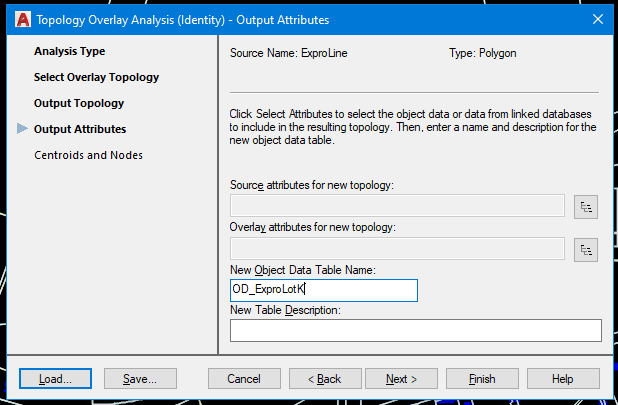 Topology Overlay Analysis (Identity) - Output Attributes
Analysis Type
Select Overlay Topology
Output Topology
Output Attributes
Centroids and Nodes
Source Name: ExproLine Type: Polygon
Click Select Attributes to select the object data or data from linked databases
to include in the resulting topology. Then, enter a name and description for the
new object data table.
Source attributes for new topology:
Overlay attributes for new topology:
New Object Data Table Name:
OD_ExproLotK
New Table Description:
Load... Save... Cancel < Back Next > Finish Help